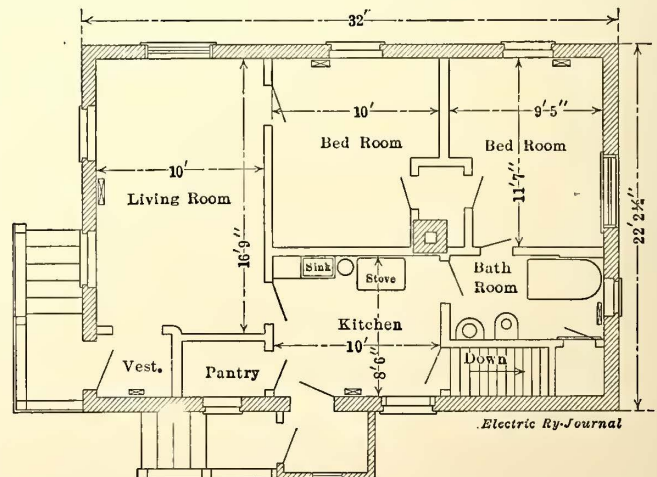 32"
10'
Bed Room
9'-5"
Bed Room
10'
Living Room
16'-9"
11'-7"
22'2¼"
Sink
Stove
Bath
Room
Kitchen
10'
8'-6"
Vest.
Pantry
Down
Electric Ry-Journal